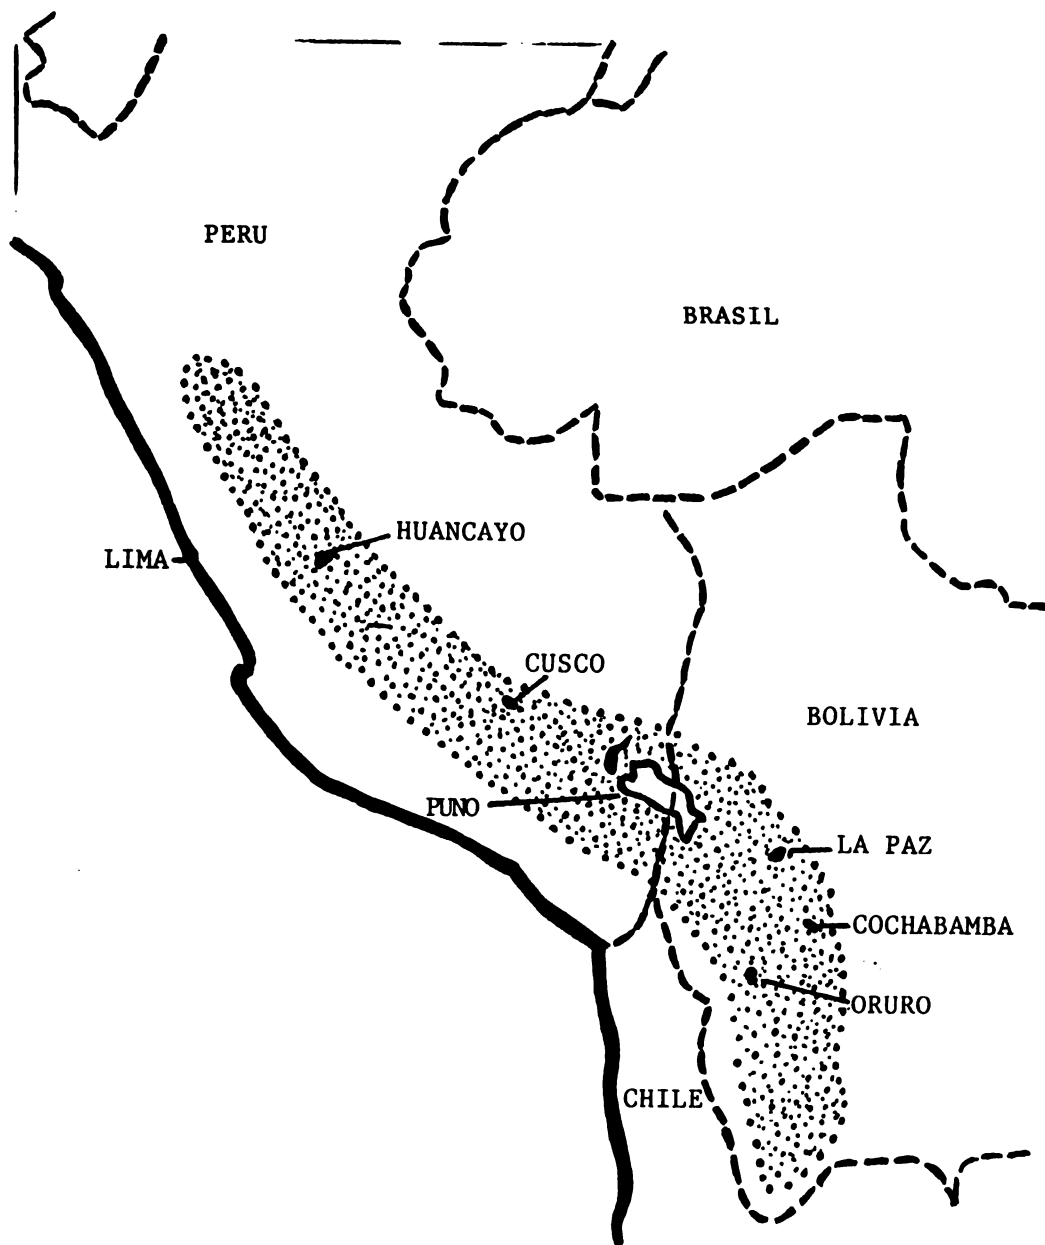 PERU
BRASIL
HUANCAYO
LIMA
CUSCO
BOLIVIA
PUNO
LA PAZ
COCHABAMBA
ORURO
CHILE